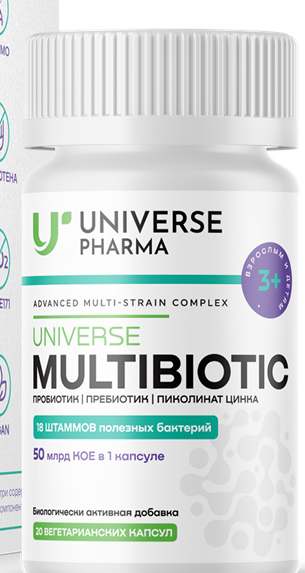 UNIVERSE
PHARMA
ВЗРОСЛЫМ И ДЕТЯМ
3+
ADVANCED MULTI-STRAIN COMPLEX
UNIVERSE
MULTIBIOTIC
ПРОБИОТИК | ПРЕБИОТИК | ПИКОЛИНАТ ЦИНКА
18 ШТАММОВ полезных бактерий
50 млрд КОЕ в 1 капсуле
Биологически активная добавка
20 ВЕГЕТАРИАНСКИХ КАПСУЛ
E171